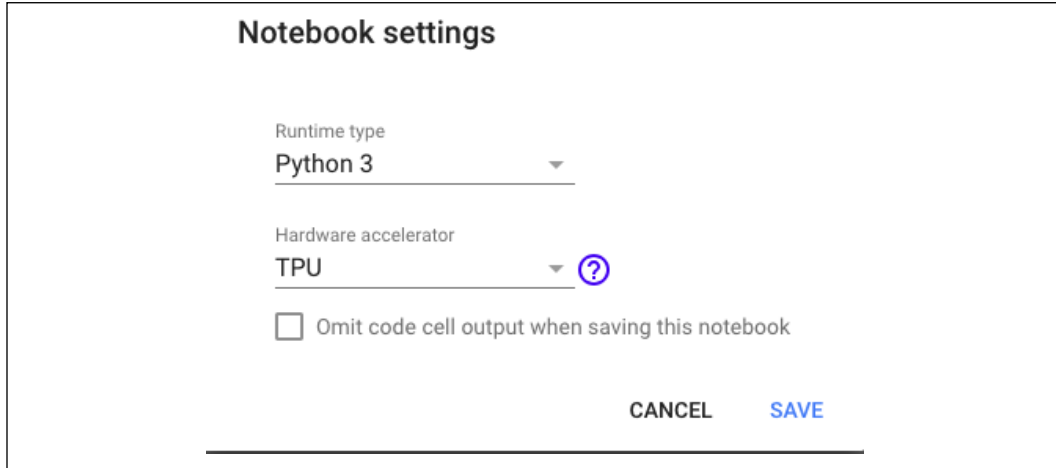 Notebook settings
Runtime type
Python 3
Hardware accelerator
TPU
Omit code cell output when saving this notebook
CANCEL SAVE